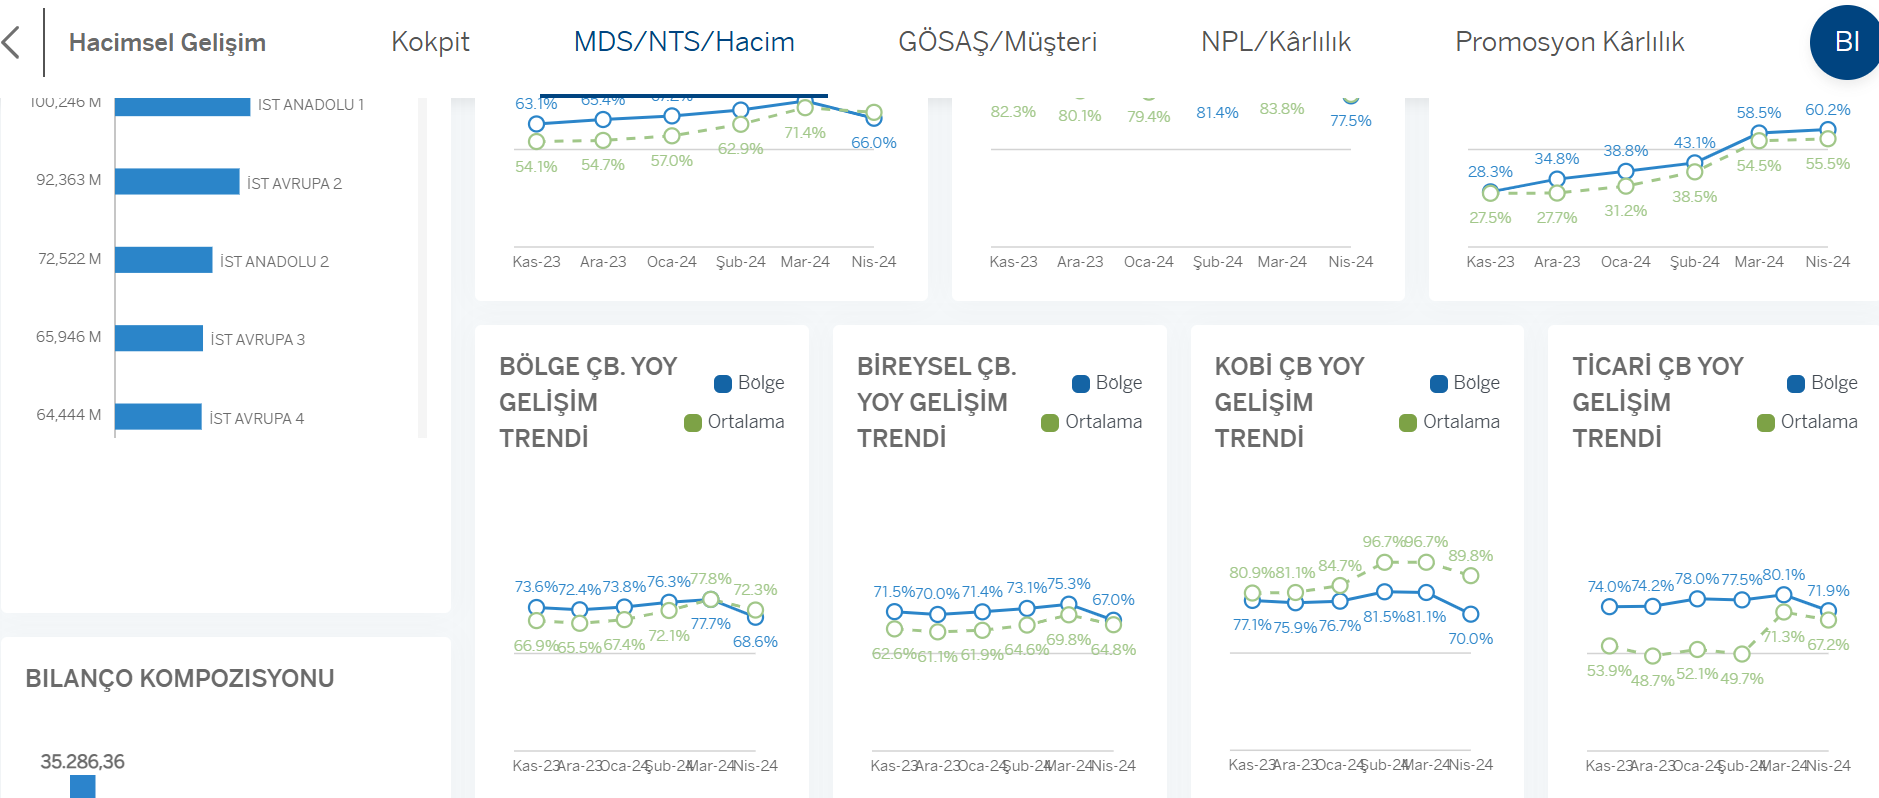 Hacimsel Gelişim
Kokpit
MDS/NTS/Hacim
GÖSAŞ/Müşteri
NPL/Kârlılık
Promosyon Kârlılık
BI
100,246 M
İST ANADOLU 1
92,363 M
İST AVRUPA 2
72,522 M
İST ANADOLU 2
65,946 M
İST AVRUPA 3
64,444 M
İST AVRUPA 4
63.1% 65.4% 67.2%
66.0%
54.1% 54.7% 57.0% 62.9% 71.4%
Kas-23 Ara-23 Oca-24 Şub-24 Mar-24 Nis-24
82.3% 80.1% 79.4% 81.4% 83.8% 77.5%
Kas-23 Ara-23 Oca-24 Şub-24 Mar-24 Nis-24
28.3% 34.8% 38.8% 43.1% 58.5% 60.2%
27.5% 27.7% 31.2% 38.5% 54.5% 55.5%
Kas-23 Ara-23 Oca-24 Şub-24 Mar-24 Nis-24
BÖLGE ÇB. YOY
GELİŞİM
TRENDİ
Bölge
Ortalama
73.6% 72.4% 73.8% 76.3% 77.8% 72.3%
66.9% 65.5% 67.4% 72.1% 77.7% 68.6%
Kas-23 Ara-23 Oca-24 Şub-24 Mar-24 Nis-24
BİREYSEL ÇB.
YOY GELİŞİM
TRENDİ
Bölge
Ortalama
71.5% 70.0% 71.4% 73.1% 75.3% 67.0%
62.6% 61.1% 61.9% 64.6% 69.8% 64.8%
Kas-23 Ara-23 Oca-24 Şub-24 Mar-24 Nis-24
KOBİ ÇB YOY
GELİŞİM
TRENDİ
Bölge
Ortalama
80.9% 81.1% 84.7% 96.7% 96.7% 89.8%
77.1% 75.9% 76.7% 81.5% 81.1% 70.0%
Kas-23 Ara-23 Oca-24 Şub-24 Mar-24 Nis-24
TİCARİ ÇB YOY
GELİŞİM
TRENDİ
Bölge
Ortalama
74.0% 74.2% 78.0% 77.5% 80.1% 71.9%
53.9% 48.7% 52.1% 49.7% 71.3% 67.2%
Kas-23 Ara-23 Oca-24 Şub-24 Mar-24 Nis-24
BILANÇO KOMPOZISYONU
35.286,36